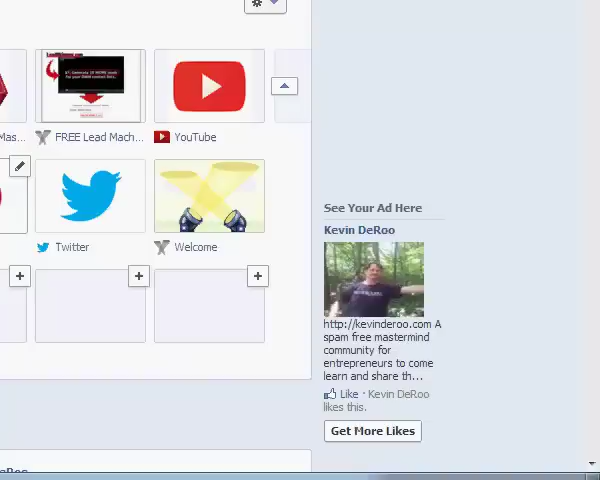 Mas...
FREE Lead Mach...
YouTube
Twitter
Welcome
See Your Ad Here
Kevin DeRoo
http://kevinderoo.com A
spam free mastermind
community for
entrepreneurs to come
learn and share th...
Like · Kevin DeRoo
likes this.
Get More Likes